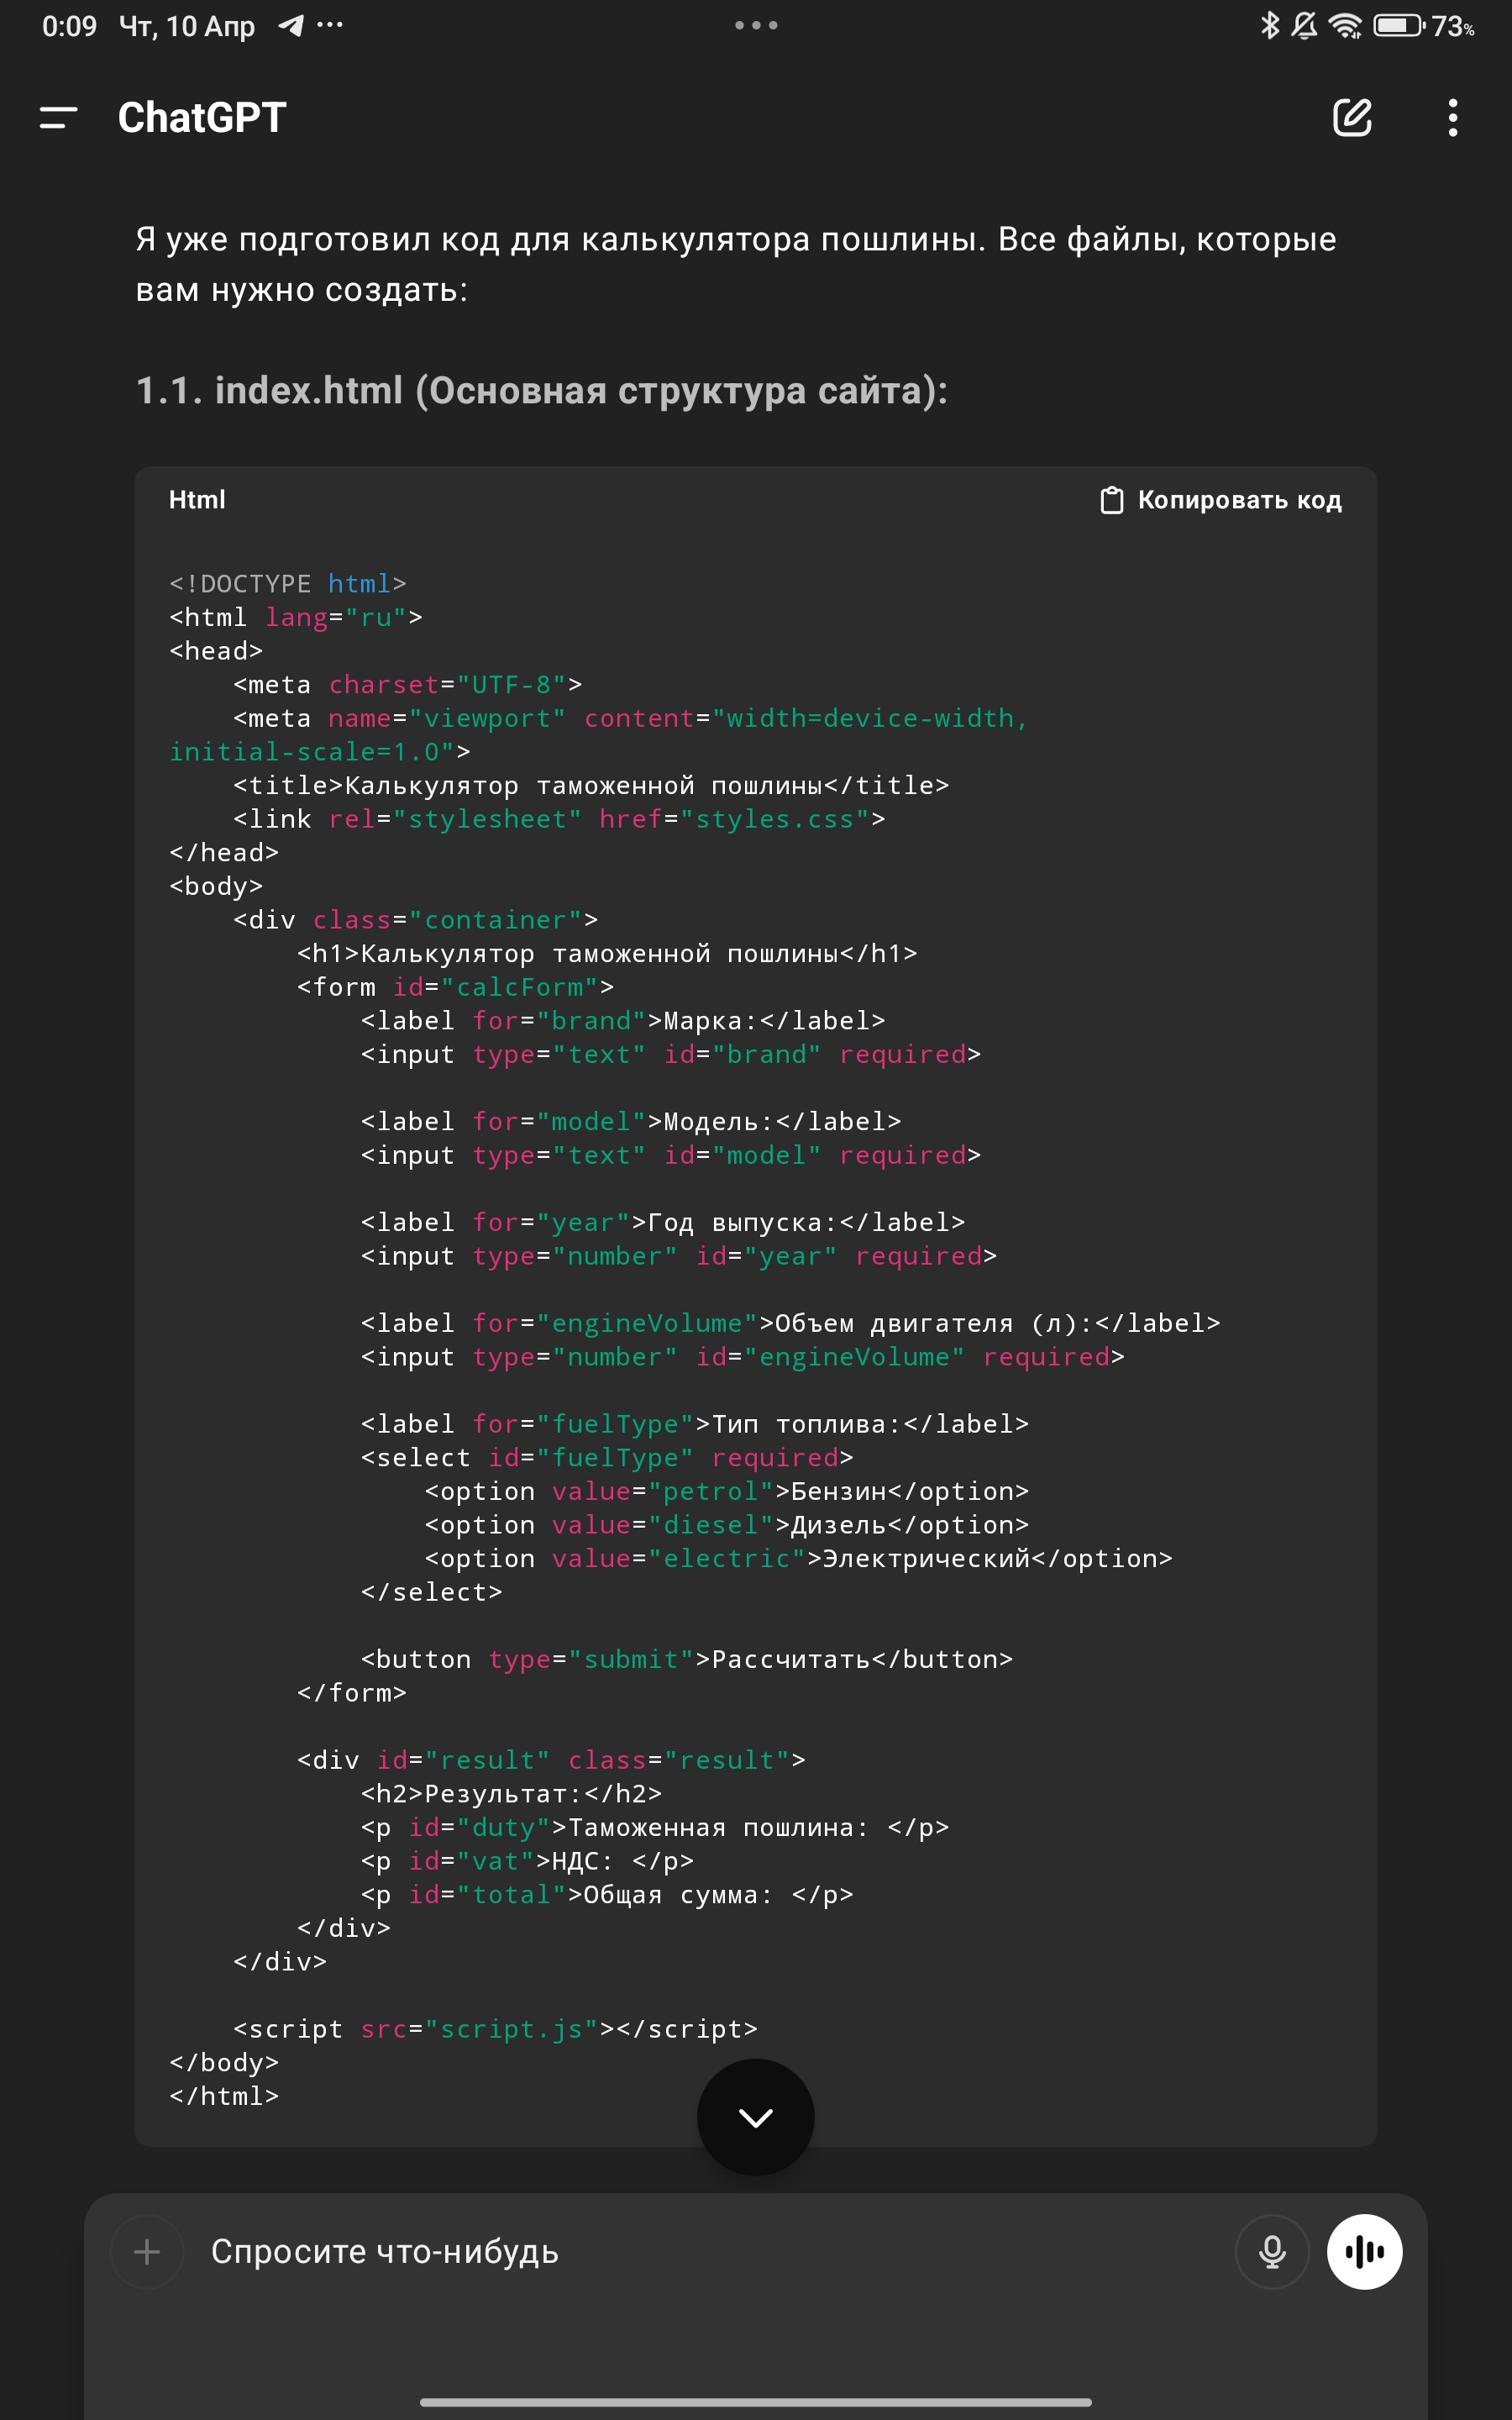 0:09 Чт, 10 Апр 73%
ChatGPT
Я уже подготовил код для калькулятора пошлины. Все файлы, которые
вам нужно создать:
1.1. index.html (Основная структура сайта):
Html Копировать код
<!DOCTYPE html>
<html lang="ru">
<head>
    <meta charset="UTF-8">
    <meta name="viewport" content="width=device-width,
initial-scale=1.0">
    <title>Калькулятор таможенной пошлины</title>
    <link rel="stylesheet" href="styles.css">
</head>
<body>
    <div class="container">
        <h1>Калькулятор таможенной пошлины</h1>
        <form id="calcForm">
            <label for="brand">Марка:</label>
            <input type="text" id="brand" required>

            <label for="model">Модель:</label>
            <input type="text" id="model" required>

            <label for="year">Год выпуска:</label>
            <input type="number" id="year" required>

            <label for="engineVolume">Объем двигателя (л):</label>
            <input type="number" id="engineVolume" required>

            <label for="fuelType">Тип топлива:</label>
            <select id="fuelType" required>
                <option value="petrol">Бензин</option>
                <option value="diesel">Дизель</option>
                <option value="electric">Электрический</option>
            </select>

            <button type="submit">Рассчитать</button>
        </form>

        <div id="result" class="result">
            <h2>Результат:</h2>
            <p id="duty">Таможенная пошлина: </p>
            <p id="vat">НДС: </p>
            <p id="total">Общая сумма: </p>
        </div>
    </div>

    <script src="script.js"></script>
</body>
</html>
Спросите что-нибудь